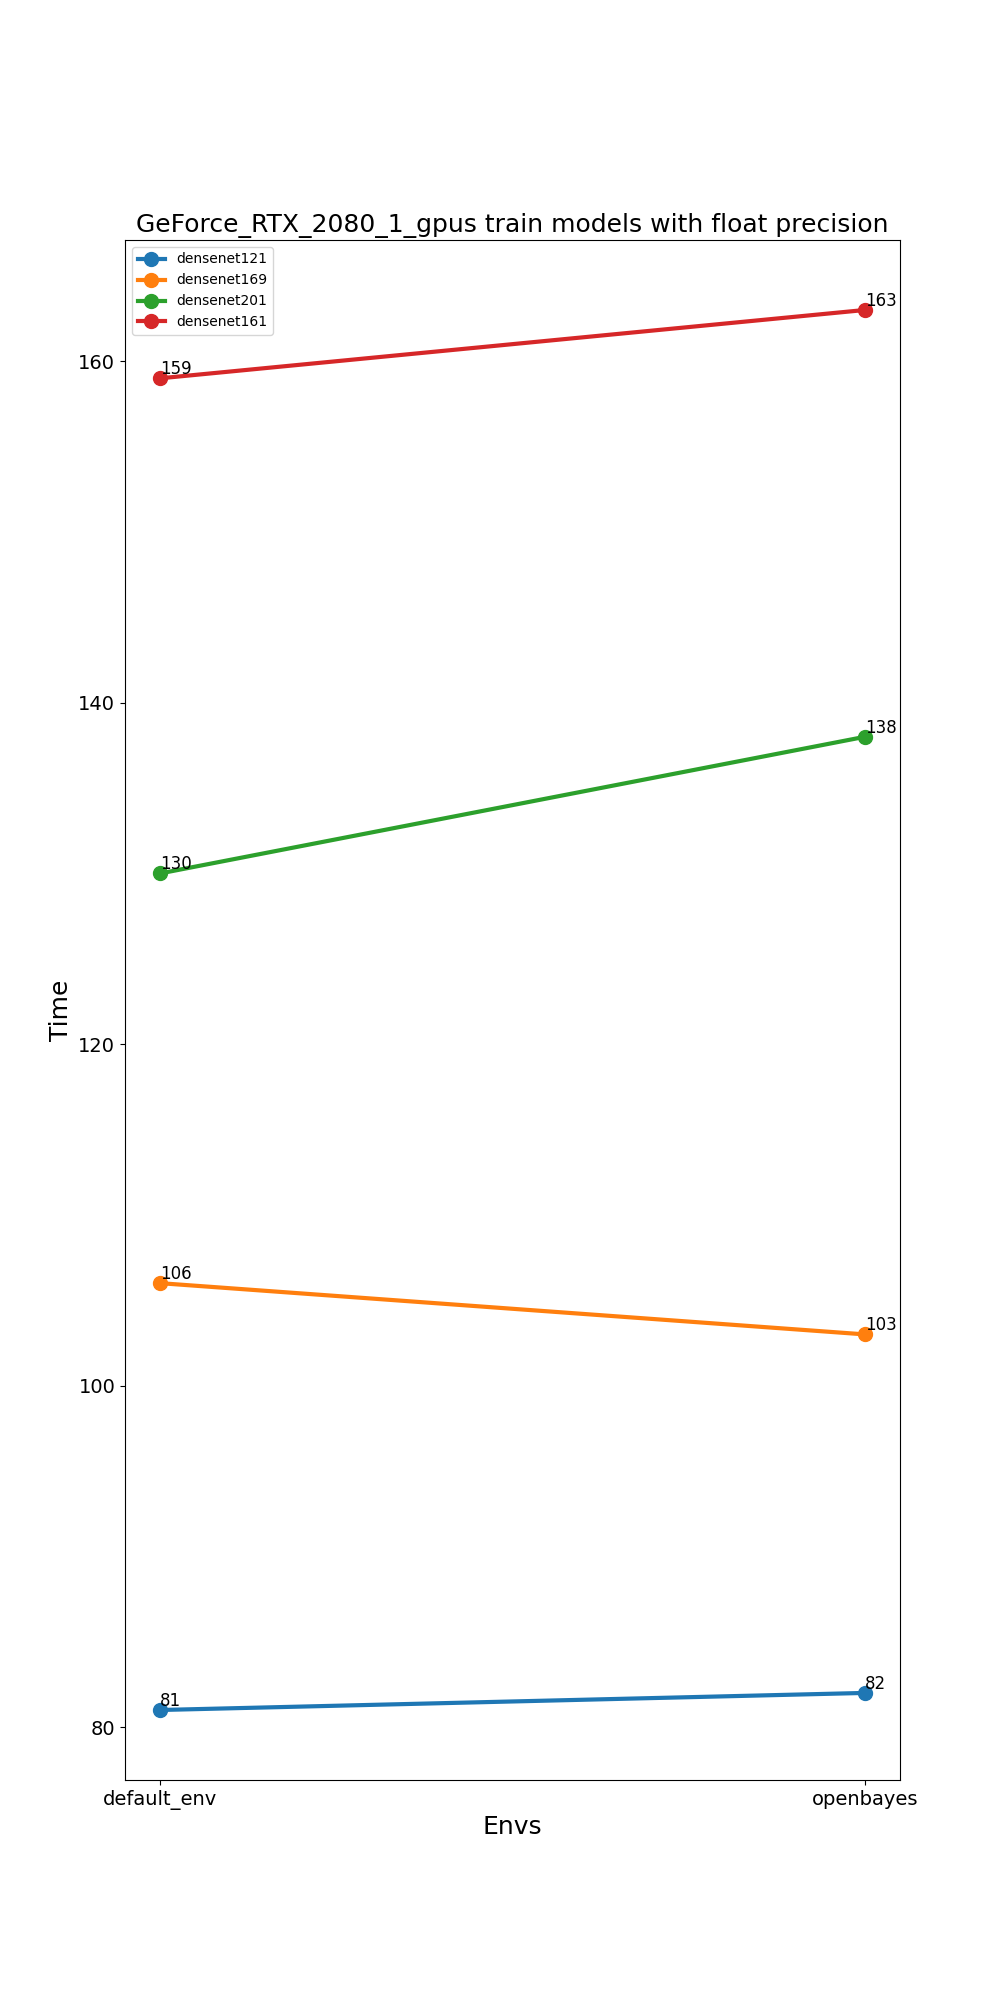 GeForce_RTX_2080_1_gpus train models with float precision
densenet121
densenet169
densenet201
densenet161
163
160
159
140
138
130
Time
120
106
103
100
82
81
80
default_env openbayes
Envs